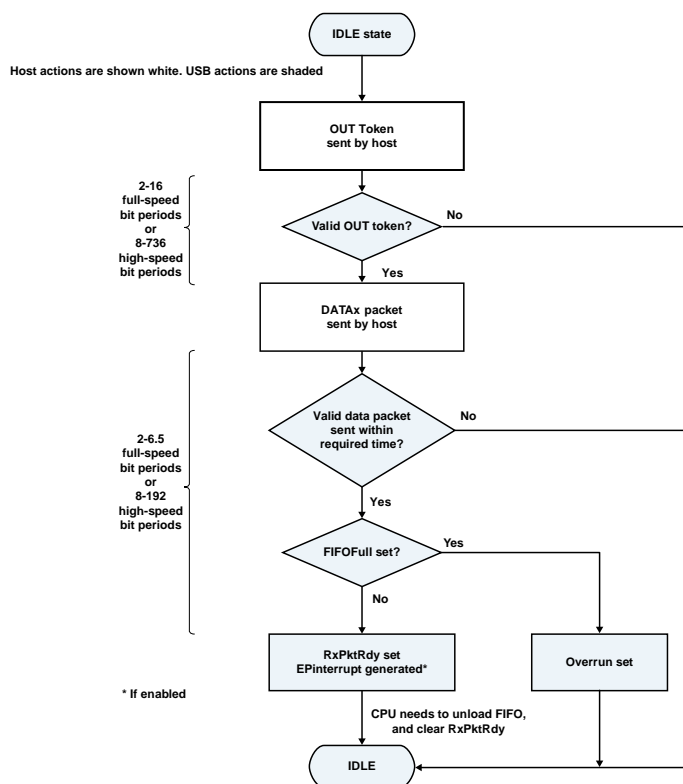 IDLE state
Host actions are shown white. USB actions are shaded
OUT Token
sent by host
2-16
full-speed
bit periods
or
8-736
high-speed
bit periods
Valid OUT token?
No
Yes
DATAx packet
sent by host
2-6.5
full-speed
bit periods
or
8-192
high-speed
bit periods
Valid data packet
sent within
required time?
No
Yes
FIFOFull set?
Yes
No
RxPktRdy set
EPinterrupt generated*
Overrun set
* If enabled
CPU needs to unload FIFO,
and clear RxPktRdy
IDLE